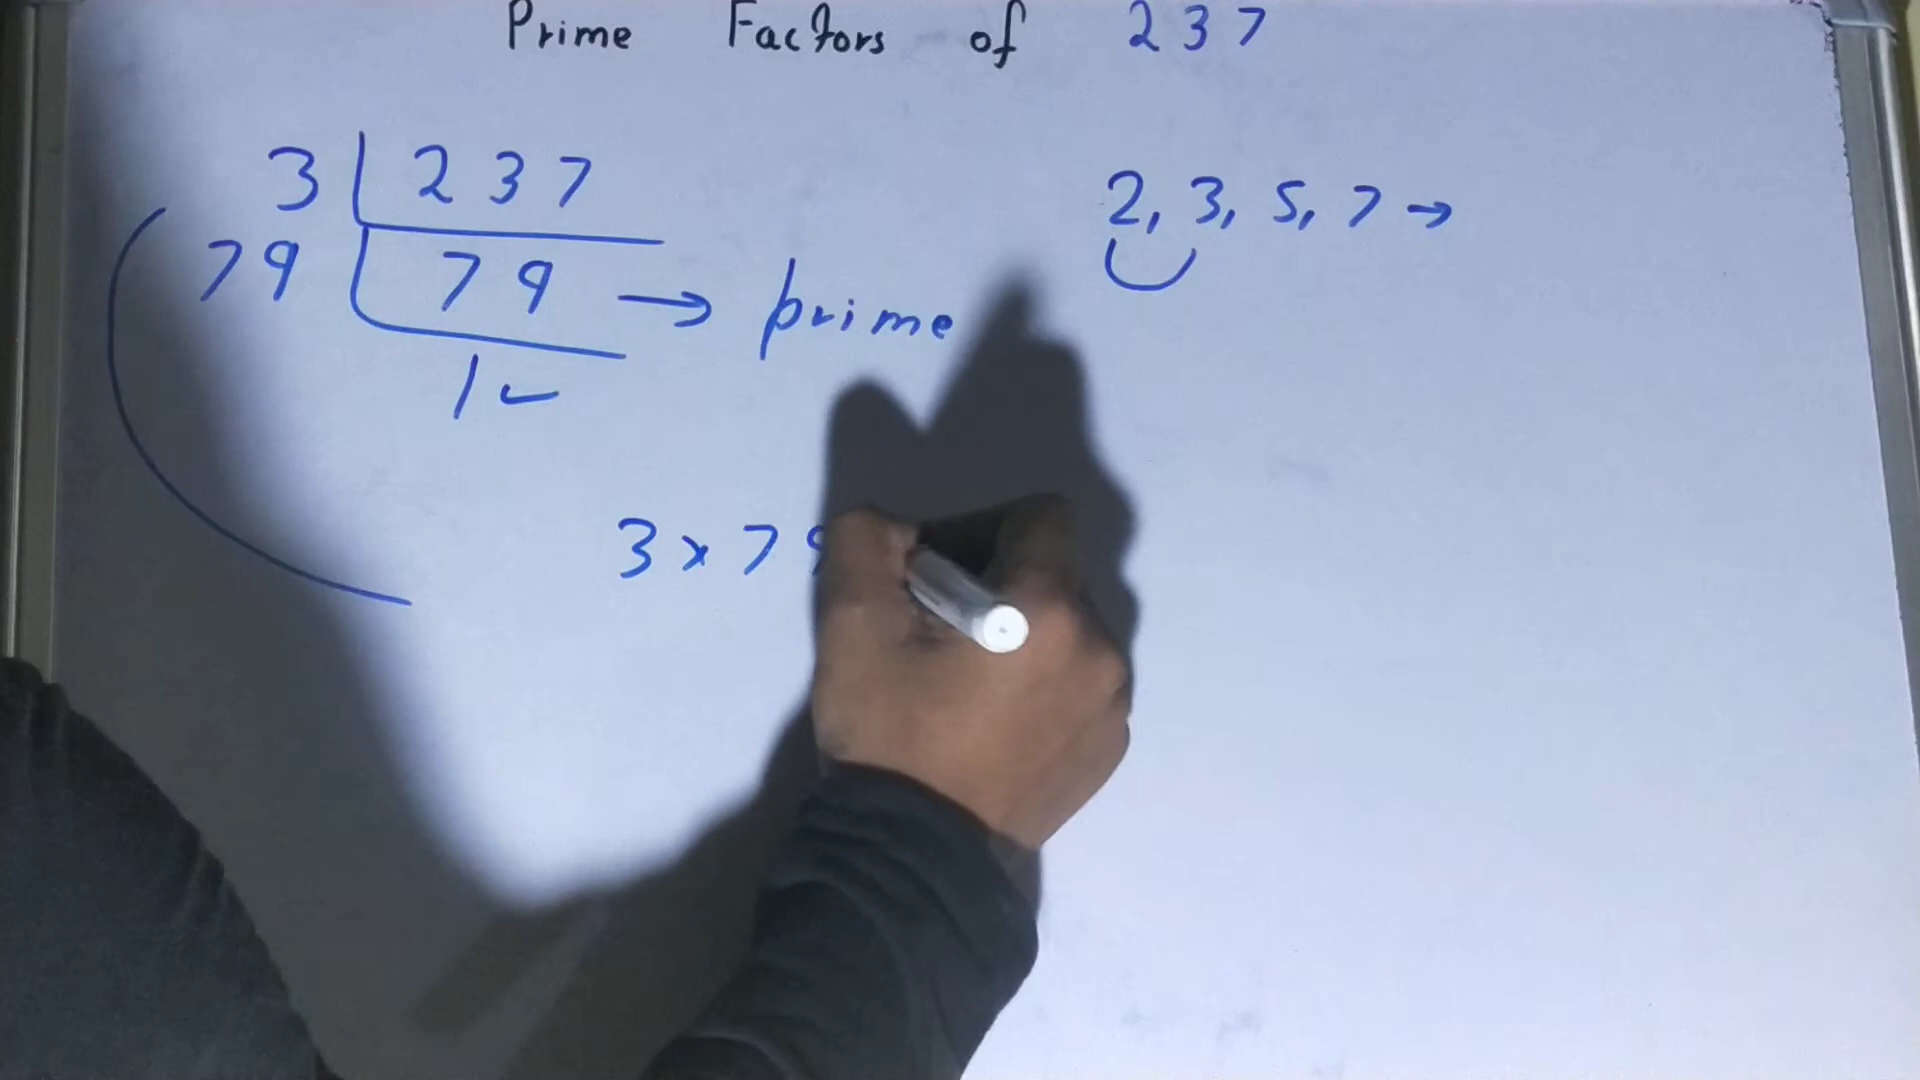 Prime Factors of 237
3 | 237
79 | 79 → prime
1 ✓
2, 3, 5, 7 →
3 × 79